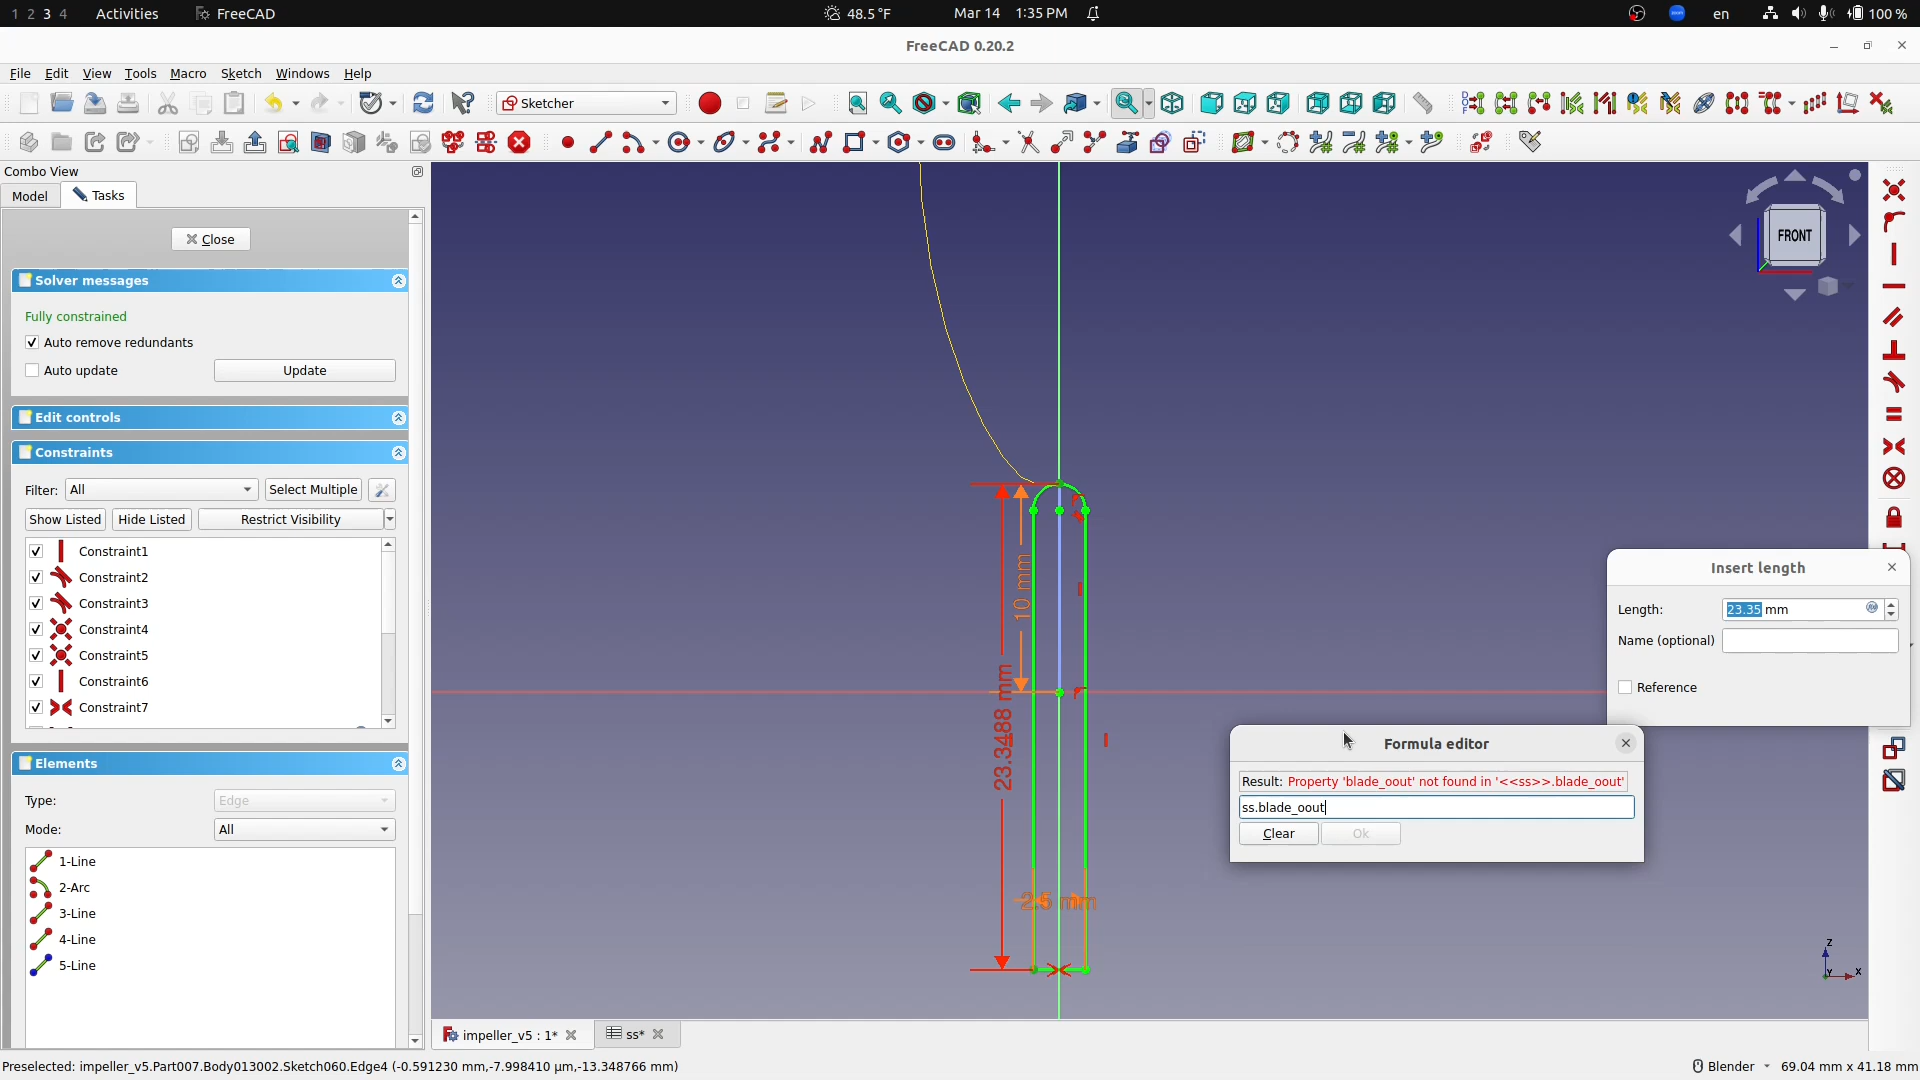 1 2 3 4 Activities FreeCAD 48.5°F Mar 14 1:35 PM en 100 %
FreeCAD 0.20.2
File Edit View Tools Macro Sketch Windows Help
Sketcher
Combo View
Model Tasks
Close
Solver messages
Fully constrained
Auto remove redundants
Auto update Update
Edit controls
Constraints
Filter: All Select Multiple
Show Listed Hide Listed Restrict Visibility
Constraint1
Constraint2
Constraint3
Constraint4
Constraint5
Constraint6
Constraint7
Elements
Type: Edge
Mode: All
1-Line
2-Arc
3-Line
4-Line
5-Line
FRONT
10 mm
23.3488 mm
2.5 mm
Insert length
Length: 23.35 mm
Name (optional)
Reference
Formula editor
Result: Property 'blade_oout' not found in '<<ss>>.blade_oout'
ss.blade_oout
Clear Ok
Z
Y X
impeller_v5 : 1* ss*
Preselected: impeller_v5.Part007.Body013002.Sketch060.Edge4 (-0.591230 mm,-7.998410 µm,-13.348766 mm) Blender 69.04 mm x 41.18 mm